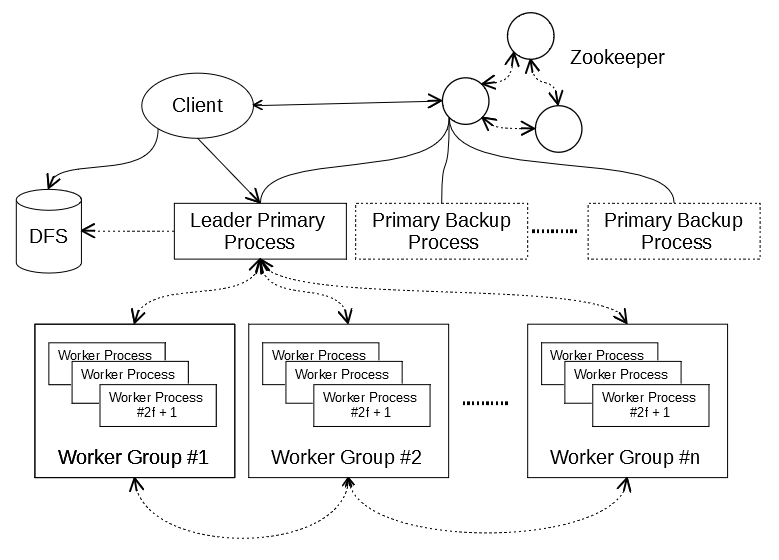 Zookeeper
Client
DFS
Leader Primary
Process
Primary Backup
Process
Primary Backup
Process
Worker Process
Worker Process
Worker Process
#2f + 1
Worker Group #1
Worker Process
Worker Process
Worker Process
#2f + 1
Worker Group #2
Worker Process
Worker Process
Worker Process
#2f + 1
Worker Group #n